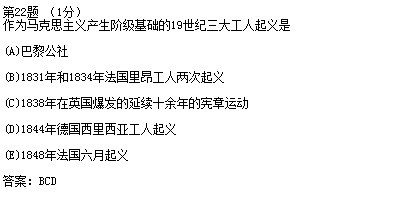 第22题 （1分）
作为马克思主义产生阶级基础的19世纪三大工人起义是
(A)巴黎公社
(B)1831年和1834年法国里昂工人两次起义
(C)1838年在英国爆发的延续十余年的宪章运动
(D)1844年德国西里西亚工人起义
(E)1848年法国六月起义
答案：BCD